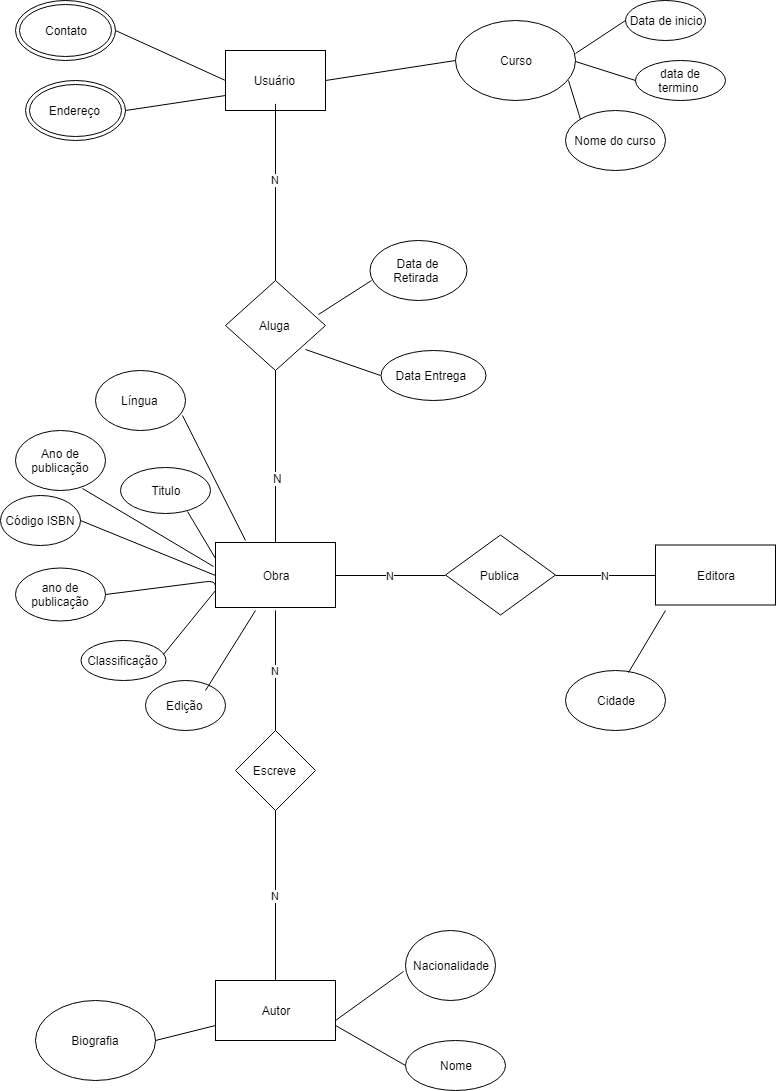 Contato
Usuário
Curso
Data de inicio
data de
termino
Endereço
Nome do curso
N
Data de
Retirada
Aluga
Data Entrega
Língua
Ano de
publicação
Titulo
N
Código ISBN
Obra
N
Publica
N
Editora
ano de
publicação
Classificação
Edição
N
Cidade
Escreve
N
Nacionalidade
Autor
Biografia
Nome